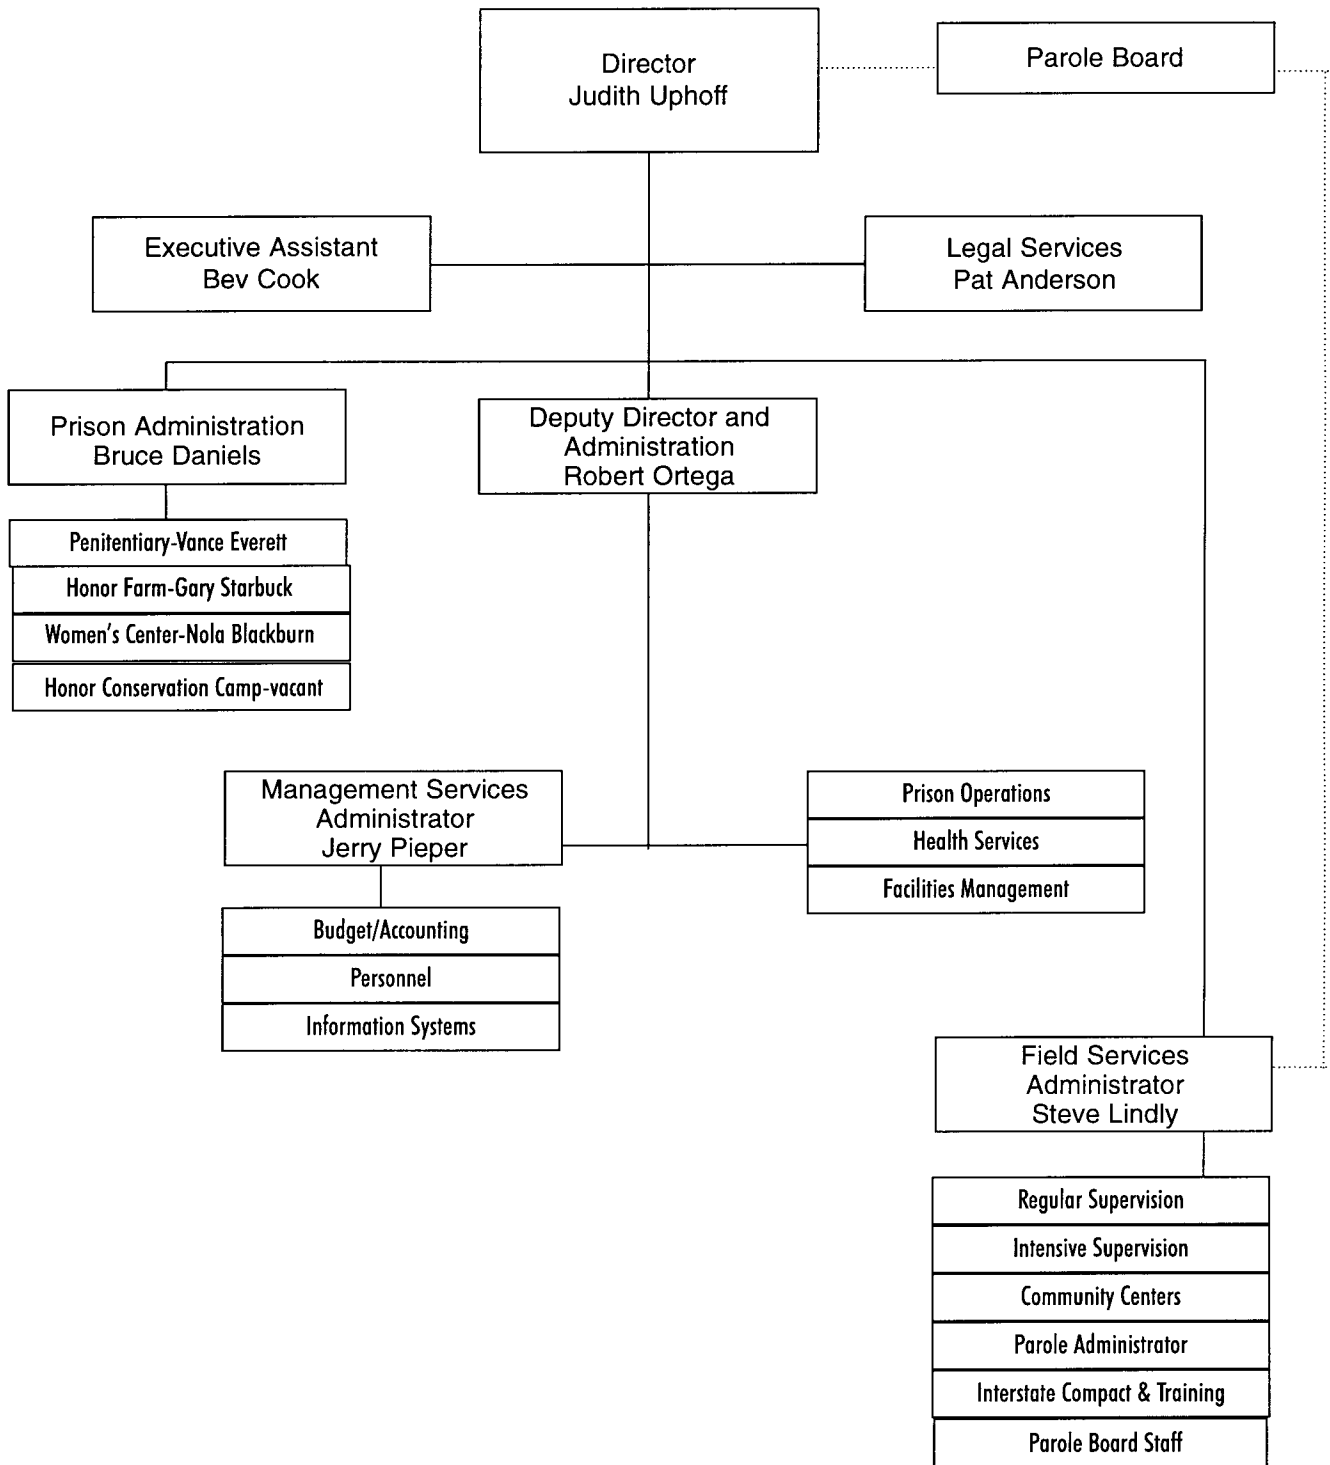 Director
Judith Uphoff
Parole Board
Executive Assistant
Bev Cook
Legal Services
Pat Anderson
Prison Administration
Bruce Daniels
Deputy Director and
Administration
Robert Ortega
Penitentiary-Vance Everett
Honor Farm-Gary Starbuck
Women's Center-Nola Blackburn
Honor Conservation Camp-vacant
Management Services
Administrator
Jerry Pieper
Prison Operations
Health Services
Facilities Management
Budget/Accounting
Personnel
Information Systems
Field Services
Administrator
Steve Lindly
Regular Supervision
Intensive Supervision
Community Centers
Parole Administrator
Interstate Compact & Training
Parole Board Staff